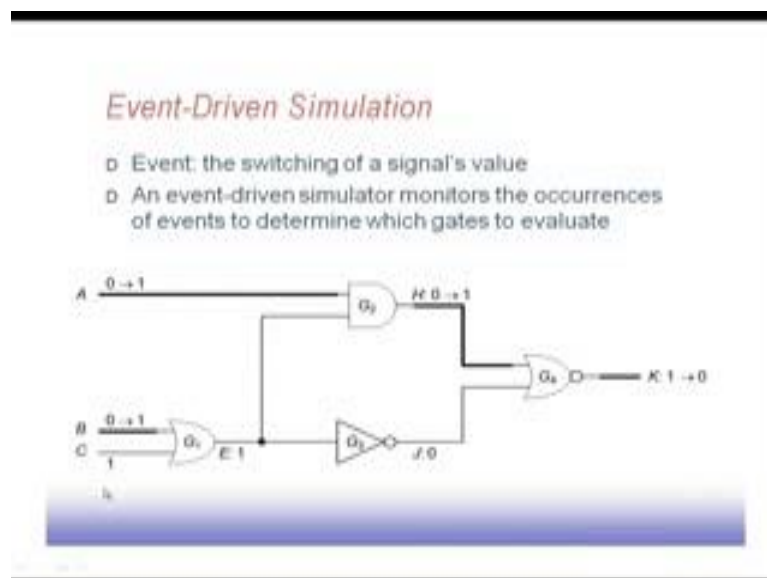 Event-Driven Simulation
Event: the switching of a signal's value
An event-driven simulator monitors the occurrences
of events to determine which gates to evaluate
A 0→1
G₂
H: 0→1
G₄
K: 1→0
B 0→1
C 1
G₁
E: 1
G₃
J: 0